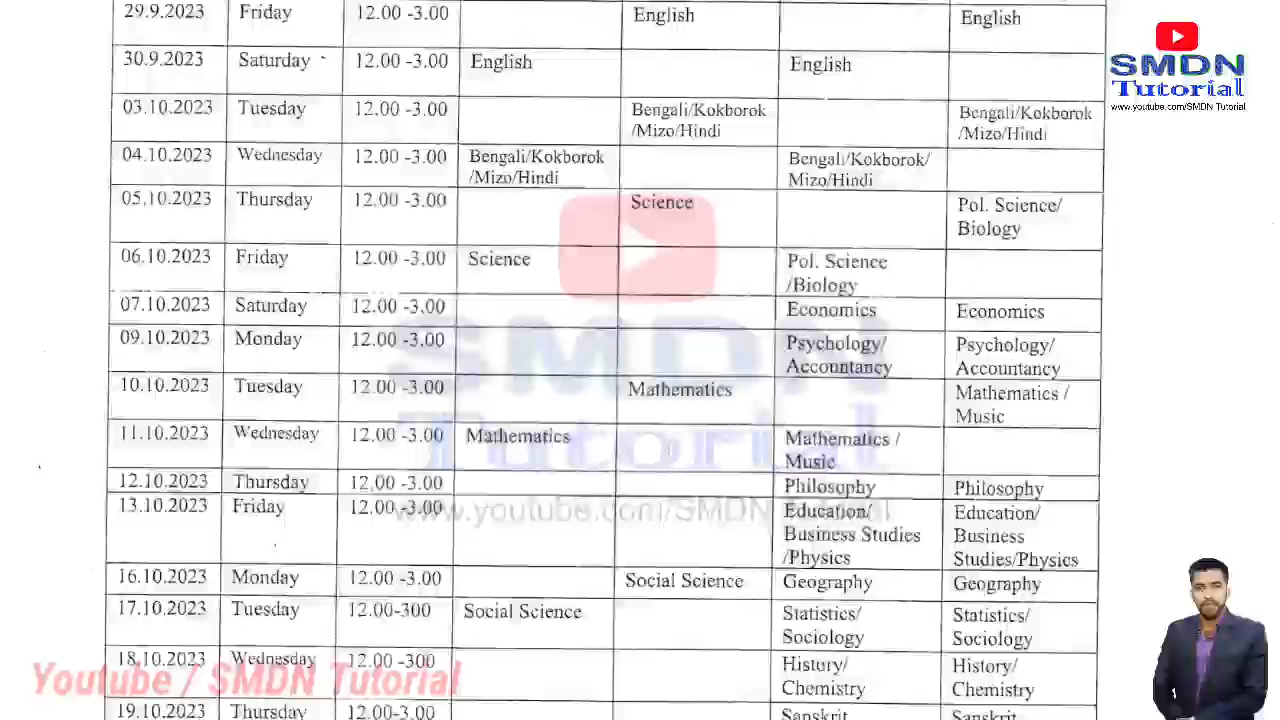 29.9.2023 Friday 12.00 -3.00 English English
30.9.2023 Saturday 12.00 -3.00 English English
03.10.2023 Tuesday 12.00 -3.00 Bengali/Kokborok Bengali/Kokborok
/Mizo/Hindi /Mizo/Hindi
04.10.2023 Wednesday 12.00 -3.00 Bengali/Kokborok Bengali/Kokborok/
/Mizo/Hindi Mizo/Hindi
05.10.2023 Thursday 12.00 -3.00 Science Pol. Science/
Biology
06.10.2023 Friday 12.00 -3.00 Science Pol. Science
/Biology
07.10.2023 Saturday 12.00 -3.00 Economics Economics
09.10.2023 Monday 12.00 -3.00 Psychology/ Psychology/
Accountancy Accountancy
10.10.2023 Tuesday 12.00 -3.00 Mathematics Mathematics /
Music
11.10.2023 Wednesday 12.00 -3.00 Mathematics Mathematics /
Music
12.10.2023 Thursday 12.00 -3.00 Philosophy Philosophy
13.10.2023 Friday 12.00 -3.00 Education/ Education/
Business Studies Business
/Physics Studies/Physics
16.10.2023 Monday 12.00 -3.00 Social Science Geography Geography
17.10.2023 Tuesday 12.00-300 Social Science Statistics/ Statistics/
Sociology Sociology
18.10.2023 Wednesday 12.00 -300 History/ History/
Chemistry Chemistry
19.10.2023 Thursday 12.00-3.00 Sanskrit Sanskrit
SMDN
Tutorial
www.youtube.com/SMDN Tutorial
SMDN
Tutorial
www.youtube.com/SMDN Tutorial
Youtube / SMDN Tutorial